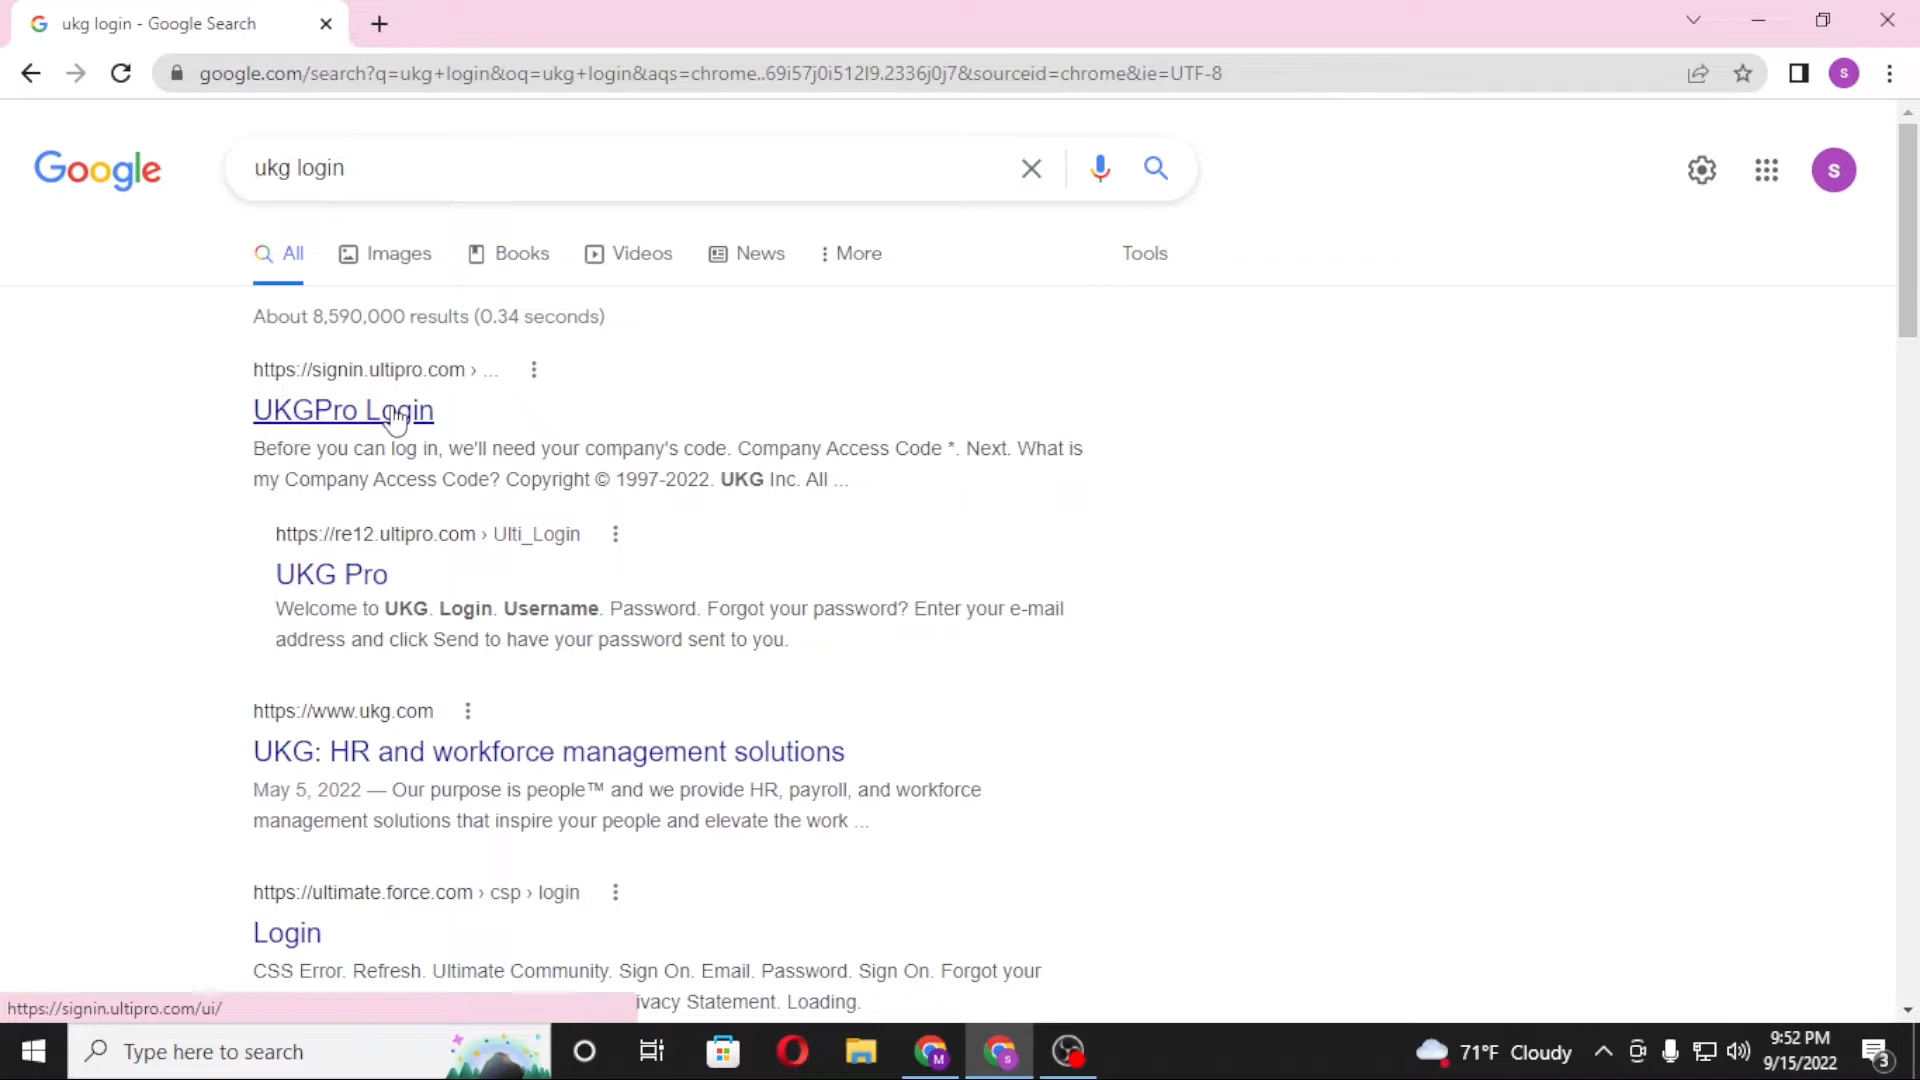 ukg login - Google Search
google.com/search?q=ukg+login&oq=ukg+login&aqs=chrome..69i57j0i512l9.2336j0j7&sourceid=chrome&ie=UTF-8
S
Google
ukg login
S
All
Images
Books
Videos
News
More
Tools
About 8,590,000 results (0.34 seconds)
https://signin.ultipro.com › ...
UKGPro Login
Before you can log in, we'll need your company's code. Company Access Code *. Next. What is
my Company Access Code? Copyright © 1997-2022. UKG Inc. All ...
https://re12.ultipro.com › Ulti_Login
UKG Pro
Welcome to UKG. Login. Username. Password. Forgot your password? Enter your e-mail
address and click Send to have your password sent to you.
https://www.ukg.com
UKG: HR and workforce management solutions
May 5, 2022 — Our purpose is people™ and we provide HR, payroll, and workforce
management solutions that inspire your people and elevate the work ...
https://ultimate.force.com › csp › login
Login
CSS Error. Refresh. Ultimate Community. Sign On. Email. Password. Sign On. Forgot your
ivacy Statement. Loading.
https://signin.ultipro.com/ui/
Type here to search
M
S
71°F Cloudy
9:52 PM
9/15/2022
3